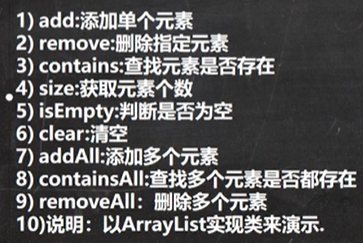 1) add:添加单个元素
2) remove:删除指定元素
3) contains:查找元素是否存在
4) size:获取元素个数
5) isEmpty:判断是否为空
6) clear:清空
7) addAll:添加多个元素
8) containsAll:查找多个元素是否都存在
9) removeAll：删除多个元素
10)说明：以ArrayList实现类来演示.